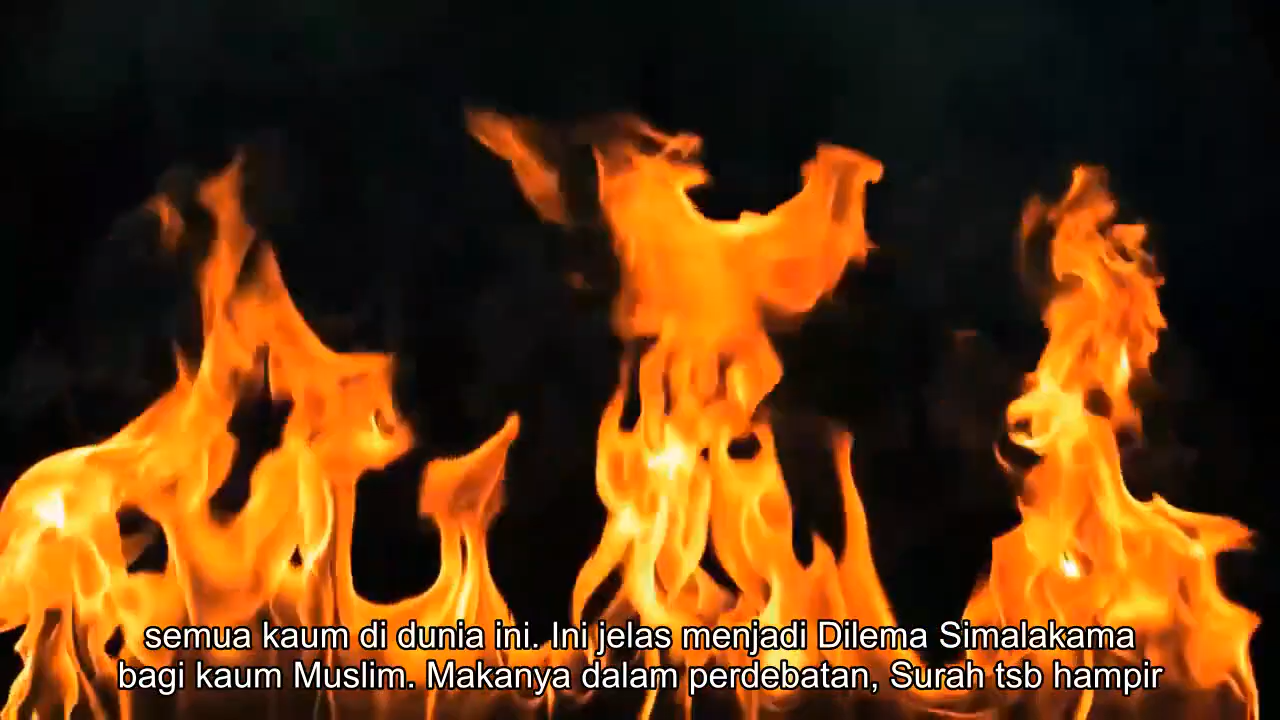 semua kaum di dunia ini. Ini jelas menjadi Dilema Simalakama
bagi kaum Muslim. Makanya dalam perdebatan, Surah tsb hampir